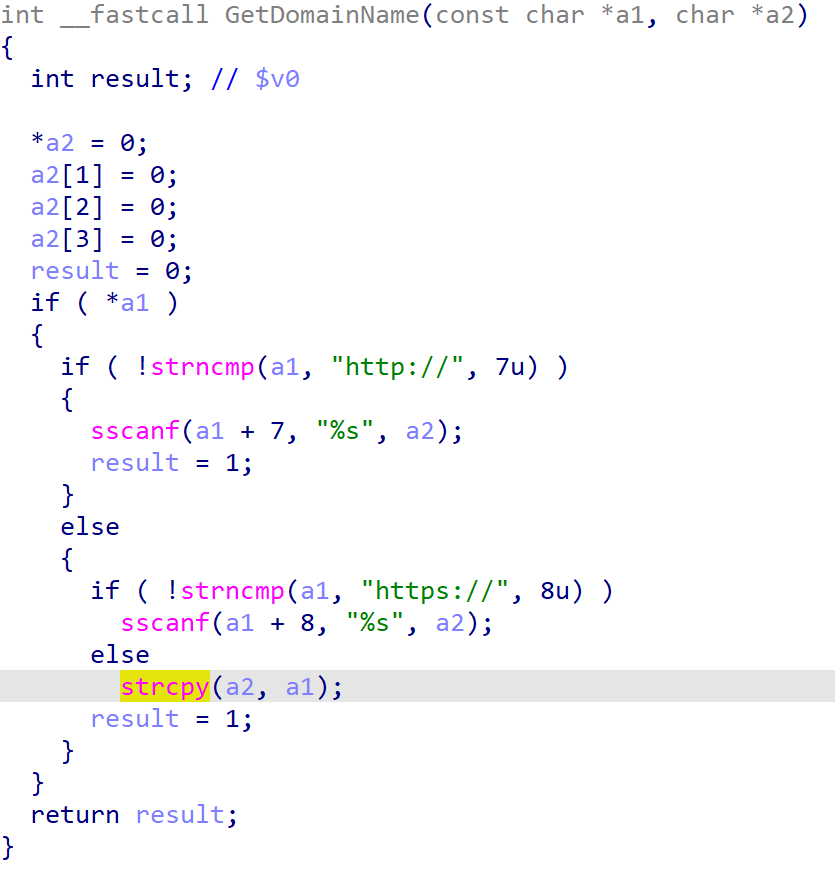 int __fastcall GetDomainName(const char *a1, char *a2)
{
  int result; // $v0

  *a2 = 0;
  a2[1] = 0;
  a2[2] = 0;
  a2[3] = 0;
  result = 0;
  if ( *a1 )
  {
    if ( !strncmp(a1, "http://", 7u) )
    {
      sscanf(a1 + 7, "%s", a2);
      result = 1;
    }
    else
    {
      if ( !strncmp(a1, "https://", 8u) )
        sscanf(a1 + 8, "%s", a2);
      else
        strcpy(a2, a1);
      result = 1;
    }
  }
  return result;
}